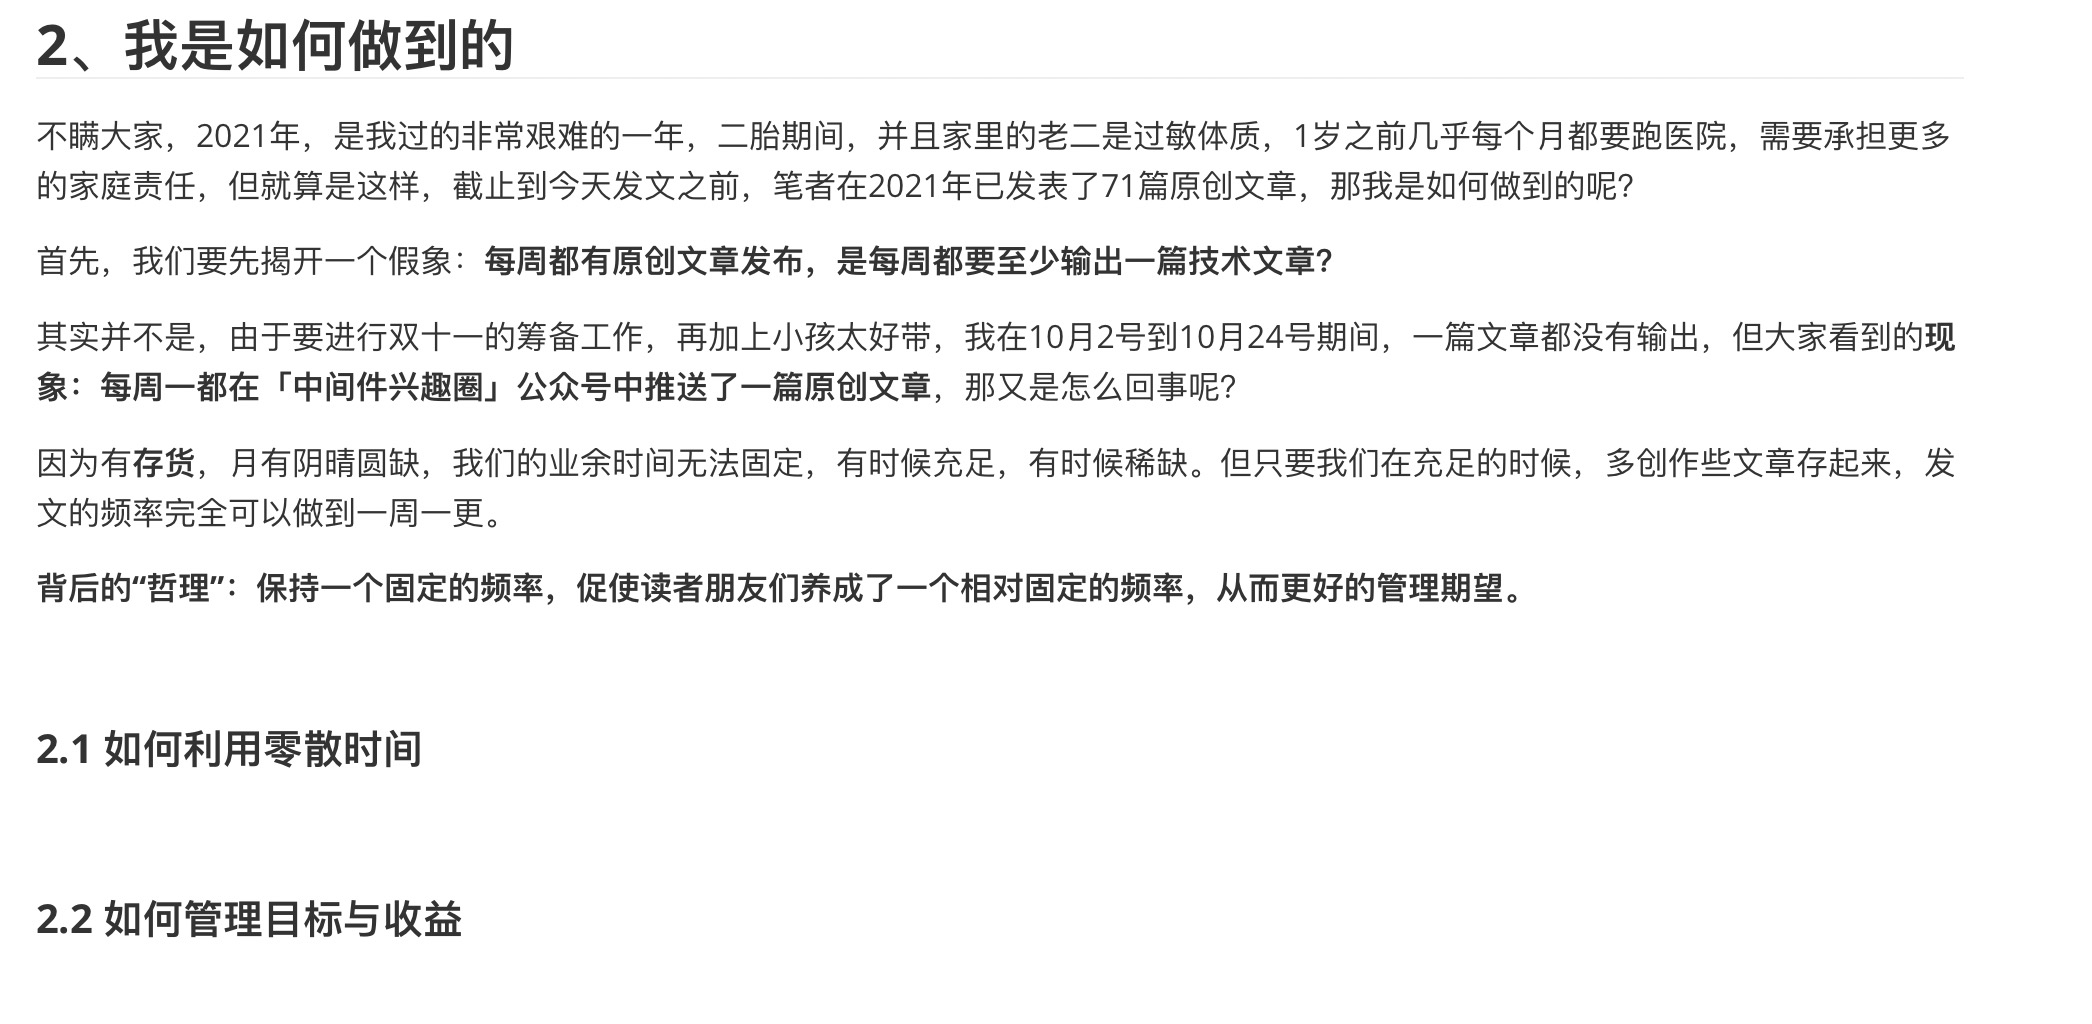 2、我是如何做到的
不瞒大家，2021年，是我过的非常艰难的一年，二胎期间，并且家里的老二是过敏体质，1岁之前几乎每个月都要跑医院，需要承担更多
的家庭责任，但就算是这样，截止到今天发文之前，笔者在2021年已发表了71篇原创文章，那我是如何做到的呢？
首先，我们要先揭开一个假象：每周都有原创文章发布，是每周都要至少输出一篇技术文章？
其实并不是，由于要进行双十一的筹备工作，再加上小孩太好带，我在10月2号到10月24号期间，一篇文章都没有输出，但大家看到的现
象：每周一都在「中间件兴趣圈」公众号中推送了一篇原创文章，那又是怎么回事呢？
因为有存货，月有阴晴圆缺，我们的业余时间无法固定，有时候充足，有时候稀缺。但只要我们在充足的时候，多创作些文章存起来，发
文的频率完全可以做到一周一更。
背后的“哲理”：保持一个固定的频率，促使读者朋友们养成了一个相对固定的频率，从而更好的管理期望。
2.1 如何利用零散时间
2.2 如何管理目标与收益